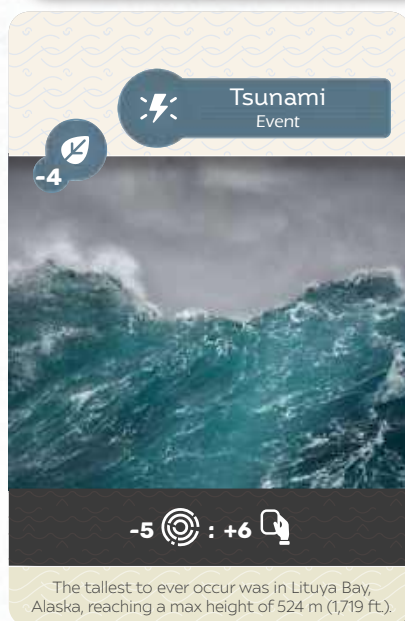 Tsunami
Event
-4
-5 : +6
The tallest to ever occur was in Lituya Bay,
Alaska, reaching a max height of 524 m (1,719 ft.).